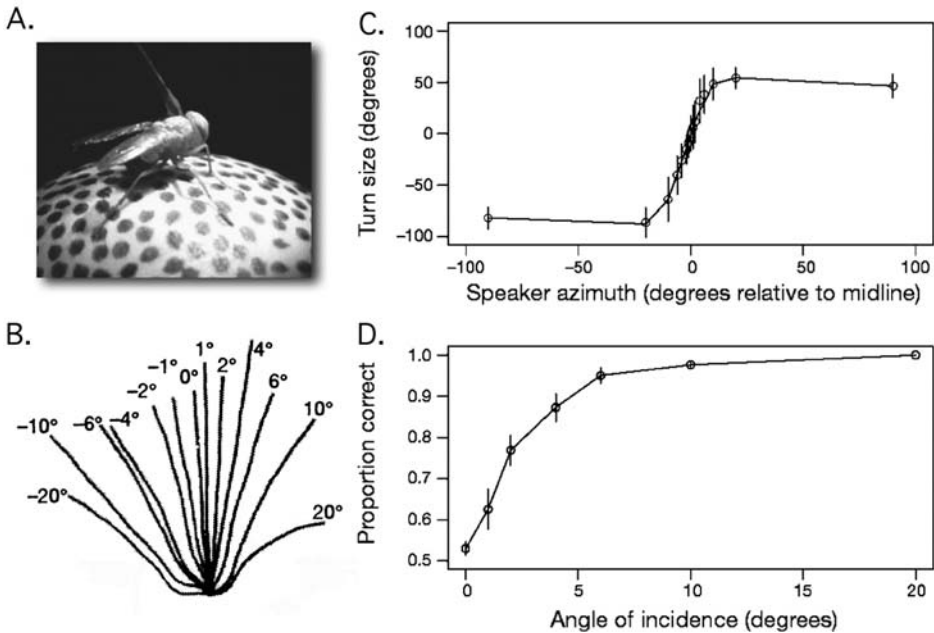 A.
B.
−20°
−10°
−6°
−4°
−2°
−1°
0°
1°
2°
4°
6°
10°
20°
C.
Turn size (degrees)
100
50
0
−50
−100
−100 −50 0 50 100
Speaker azimuth (degrees relative to midline)
D.
Proportion correct
1.0
0.9
0.8
0.7
0.6
0.5
0 5 10 15 20
Angle of incidence (degrees)